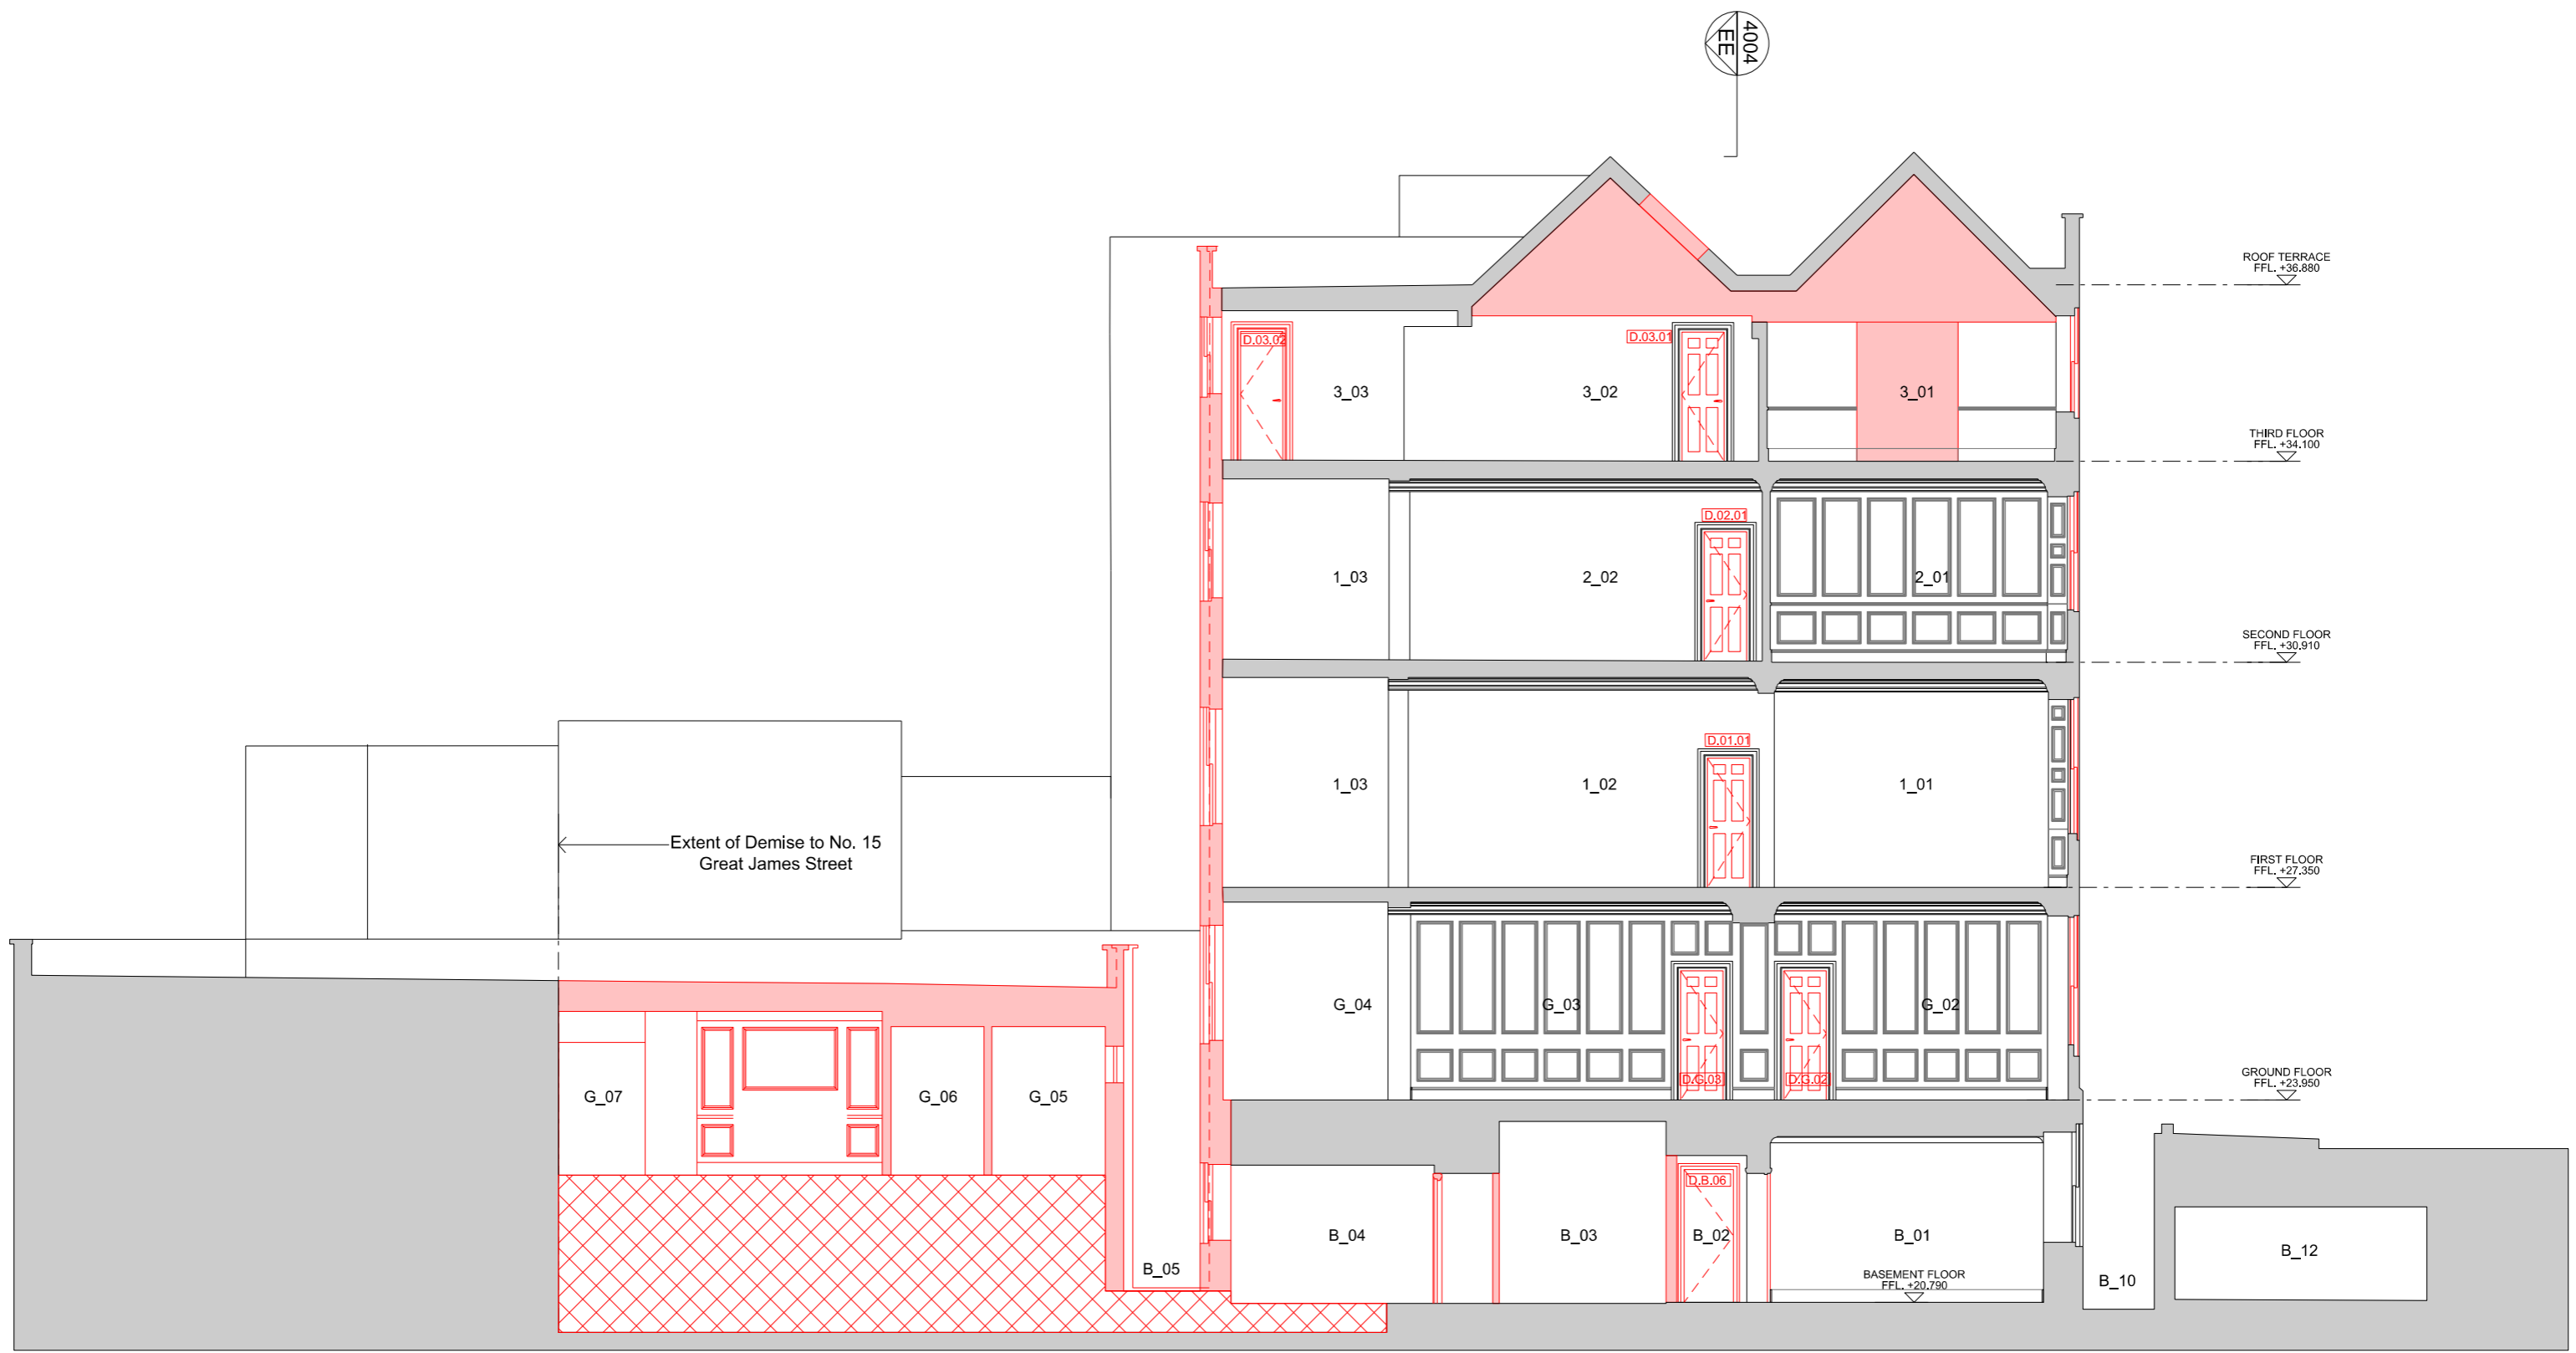 4004
EE
ROOF TERRACE
FFL. +36.880
D.03.02
D.03.01
3_03
3_02
3_01
THIRD FLOOR
FFL. +34.100
D.02.01
1_03
2_02
2_01
SECOND FLOOR
FFL. +30.910
D.01.01
1_03
1_02
1_01
Extent of Demise to No. 15
Great James Street
FIRST FLOOR
FFL. +27.350
G_04
G_03
G_02
D.G.03
D.G.02
GROUND FLOOR
FFL. +23.950
G_07
G_06
G_05
D.B.06
B_04
B_03
B_02
B_01
B_12
B_05
BASEMENT FLOOR
FFL. +20.790
B_10